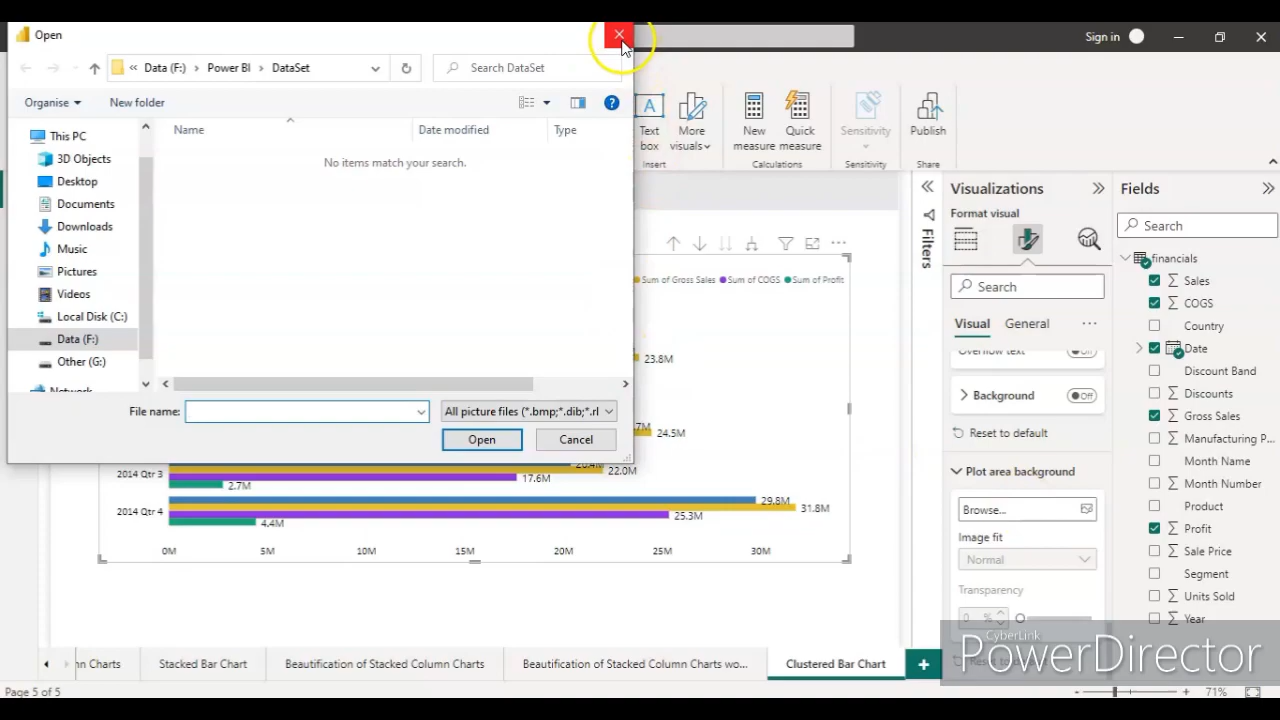 Open
Sign in
« Data (F:) › Power BI › DataSet
Search DataSet
Organise
New folder
This PC
3D Objects
Desktop
Documents
Downloads
Music
Pictures
Videos
Local Disk (C:)
Data (F:)
Other (G:)
Network
Name
Date modified
Type
No items match your search.
File name:
All picture files (*.bmp;*.dib;*.rl
Open
Cancel
Text box
More visuals
Insert
New measure
Quick measure
Calculations
Sensitivity
Sensitivity
Publish
Share
Sum of Gross Sales
Sum of COGS
Sum of Profit
23.8M
24.5M
22.0M
2014 Qtr 3
17.6M
2.7M
29.8M
31.8M
2014 Qtr 4
25.3M
4.4M
0M
5M
10M
15M
20M
25M
30M
Filters
Visualizations
Format visual
Search
Visual
General
Overflow text
Off
Background
Off
Reset to default
Plot area background
Browse...
Image fit
Normal
Transparency
0 %
Fields
Search
financials
Sales
COGS
Country
Date
Discount Band
Discounts
Gross Sales
Manufacturing P...
Month Name
Month Number
Product
Profit
Sale Price
Segment
Units Sold
Year
CyberLink
PowerDirector
n Charts
Stacked Bar Chart
Beautification of Stacked Column Charts
Beautification of Stacked Column Charts wo...
Clustered Bar Chart
Page 5 of 5
71%